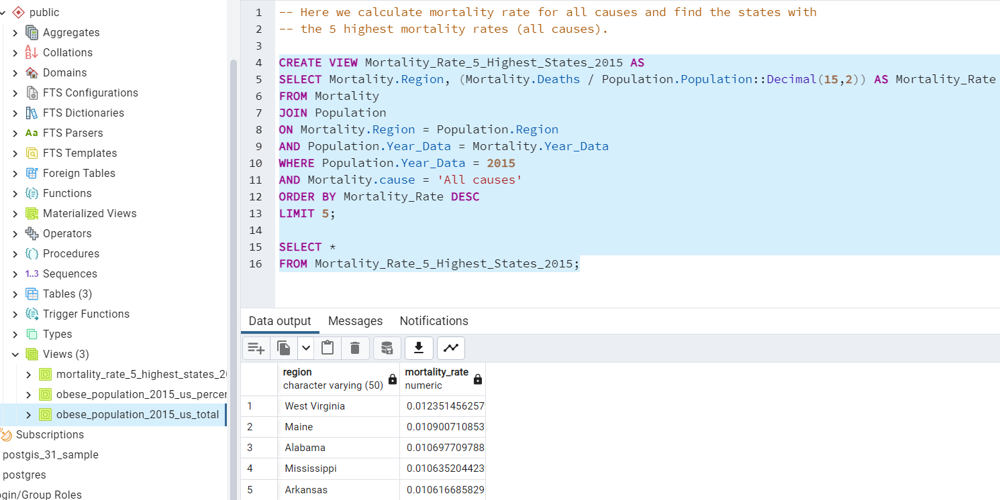 public
Aggregates
Collations
Domains
FTS Configurations
FTS Dictionaries
Aa FTS Parsers
FTS Templates
Foreign Tables
Functions
Materialized Views
Operators
Procedures
1..3 Sequences
Tables (3)
Trigger Functions
Types
Views (3)
mortality_rate_5_highest_states_2
obese_population_2015_us_percer
obese_population_2015_us_total
Subscriptions
postgis_31_sample
postgres
gin/Group Roles
1 -- Here we calculate mortality rate for all causes and find the states with
2 -- the 5 highest mortality rates (all causes).
3
4 CREATE VIEW Mortality_Rate_5_Highest_States_2015 AS
5 SELECT Mortality.Region, (Mortality.Deaths / Population.Population::Decimal(15,2)) AS Mortality_Rate
6 FROM Mortality
7 JOIN Population
8 ON Mortality.Region = Population.Region
9 AND Population.Year_Data = Mortality.Year_Data
10 WHERE Population.Year_Data = 2015
11 AND Mortality.cause = 'All causes'
12 ORDER BY Mortality_Rate DESC
13 LIMIT 5;
14
15 SELECT *
16 FROM Mortality_Rate_5_Highest_States_2015;
Data output Messages Notifications
region mortality_rate
character varying (50) numeric
1 West Virginia 0.012351456257
2 Maine 0.010900710853
3 Alabama 0.010697709788
4 Mississippi 0.010635204423
5 Arkansas 0.010616685829